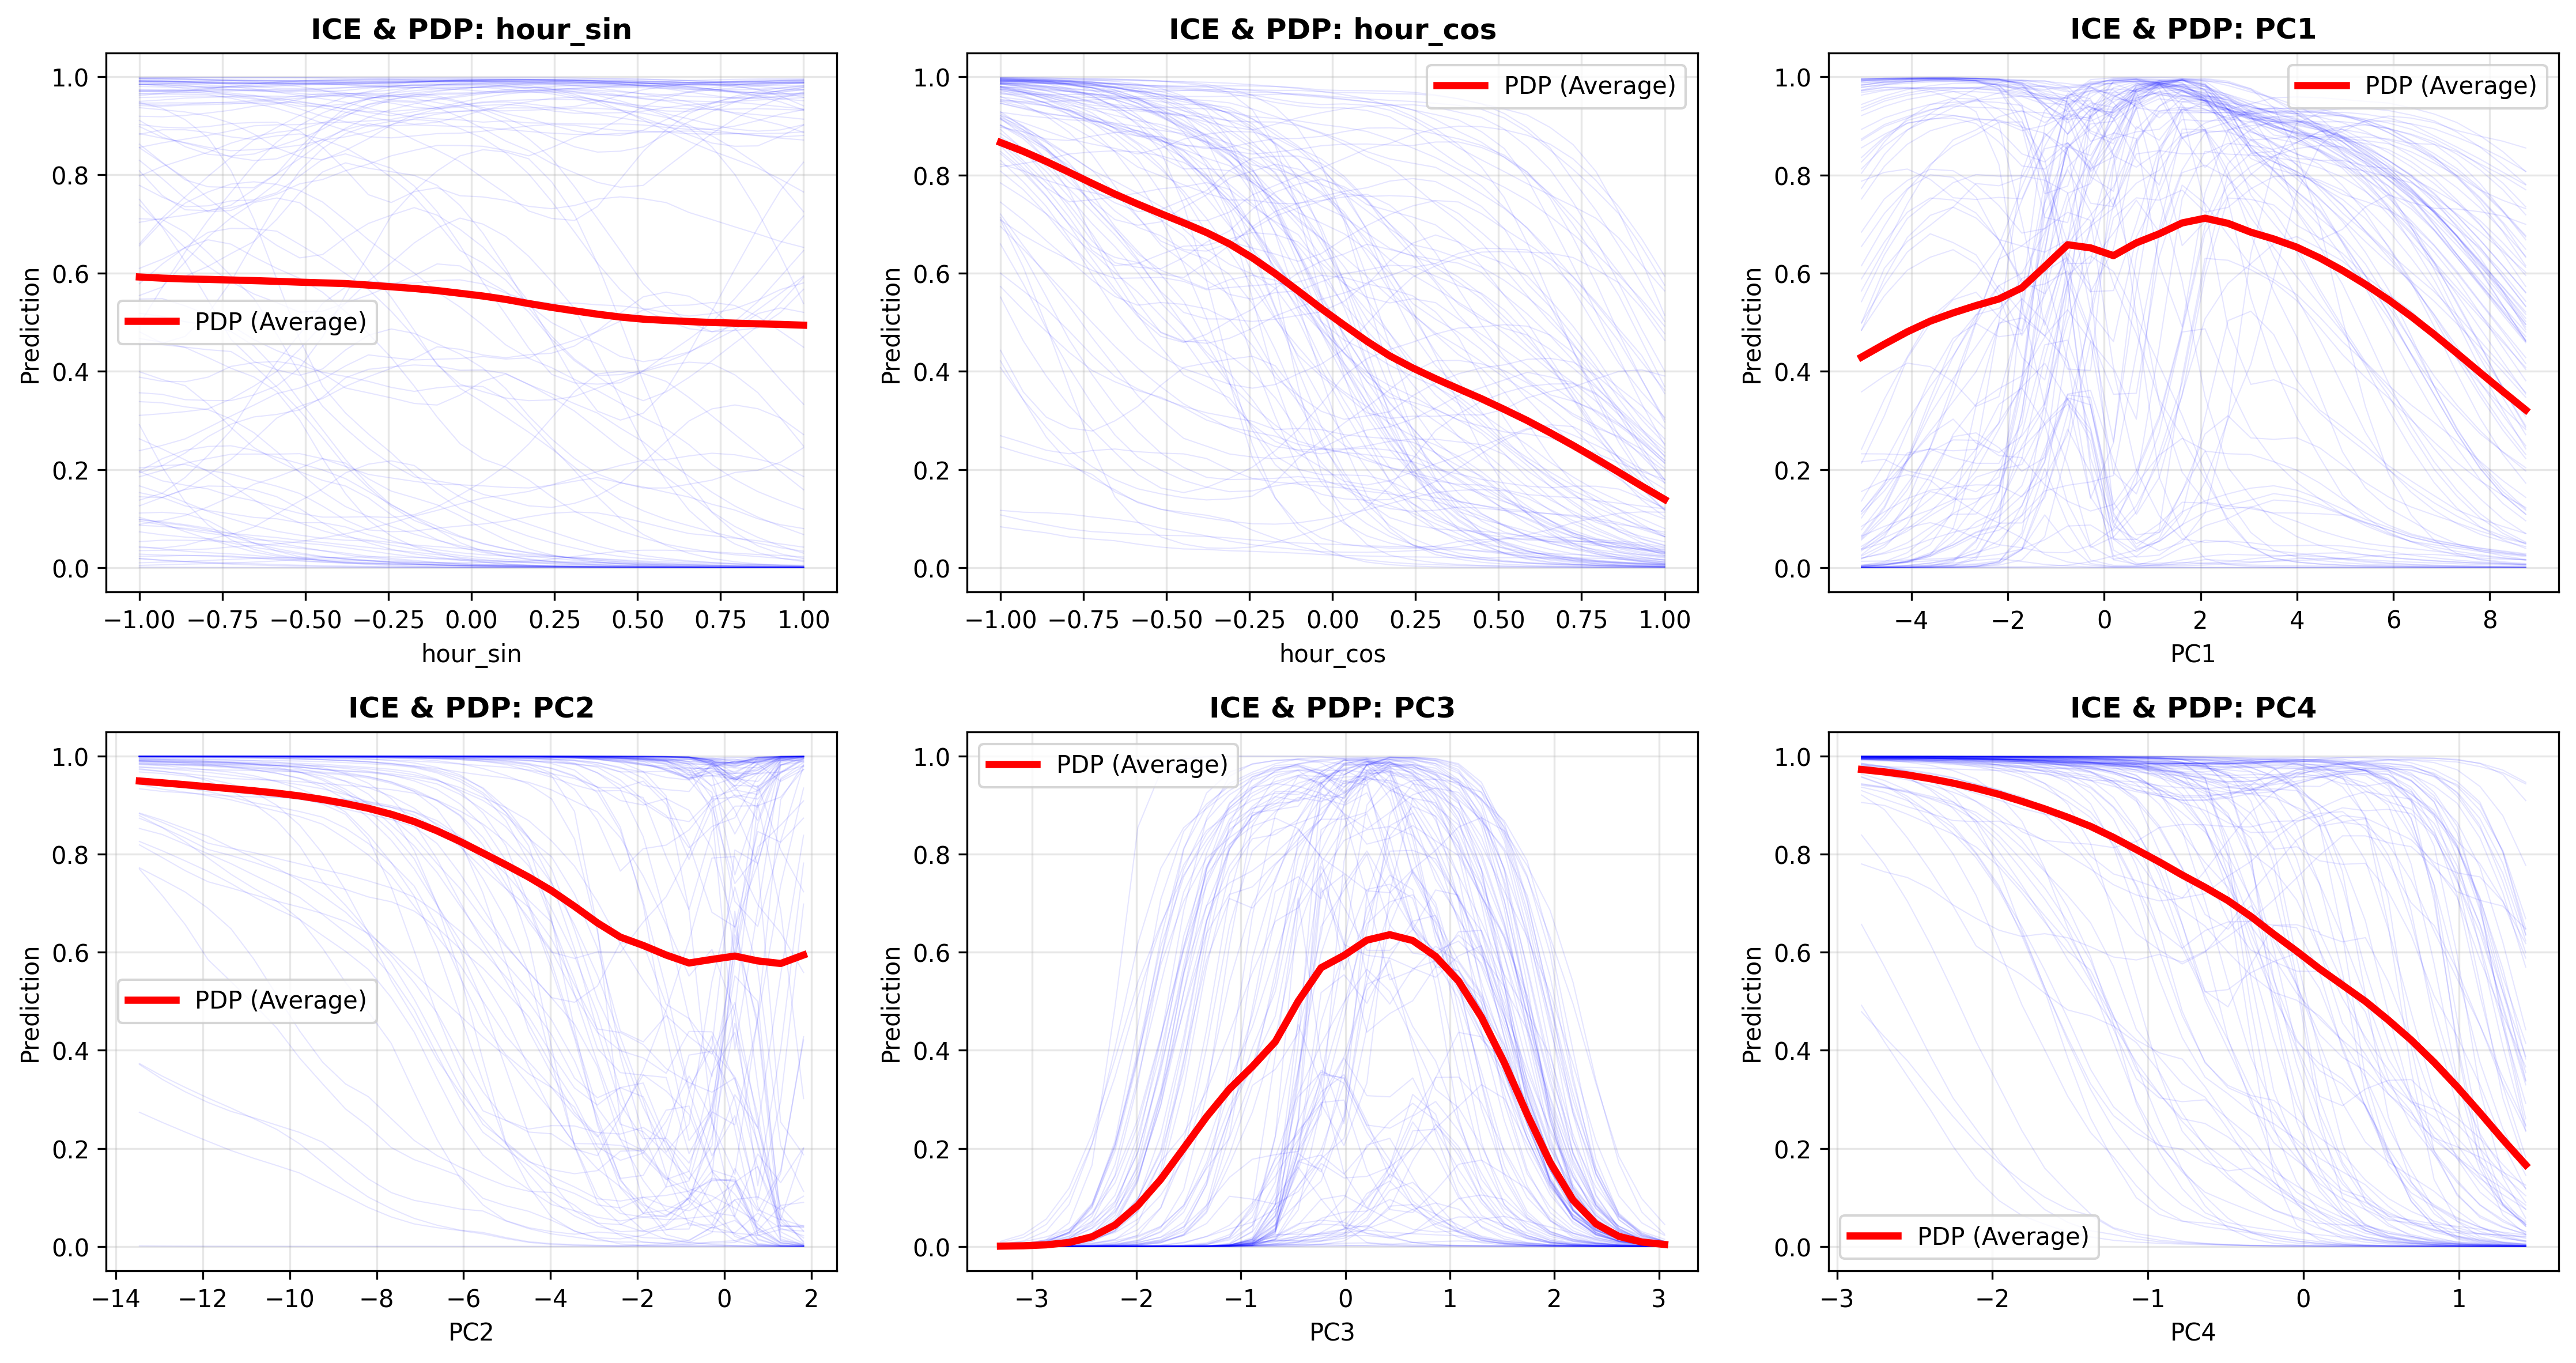 ICE & PDP: hour_sin
1.0
0.8
0.6
0.4
0.2
0.0
Prediction
PDP (Average)
−1.00 −0.75 −0.50 −0.25 0.00 0.25 0.50 0.75 1.00
hour_sin
ICE & PDP: hour_cos
1.0
0.8
0.6
0.4
0.2
0.0
Prediction
PDP (Average)
−1.00 −0.75 −0.50 −0.25 0.00 0.25 0.50 0.75 1.00
hour_cos
ICE & PDP: PC1
1.0
0.8
0.6
0.4
0.2
0.0
Prediction
PDP (Average)
−4 −2 0 2 4 6 8
PC1
ICE & PDP: PC2
1.0
0.8
0.6
0.4
0.2
0.0
Prediction
PDP (Average)
−14 −12 −10 −8 −6 −4 −2 0 2
PC2
ICE & PDP: PC3
1.0
0.8
0.6
0.4
0.2
0.0
Prediction
PDP (Average)
−3 −2 −1 0 1 2 3
PC3
ICE & PDP: PC4
1.0
0.8
0.6
0.4
0.2
0.0
Prediction
PDP (Average)
−3 −2 −1 0 1
PC4